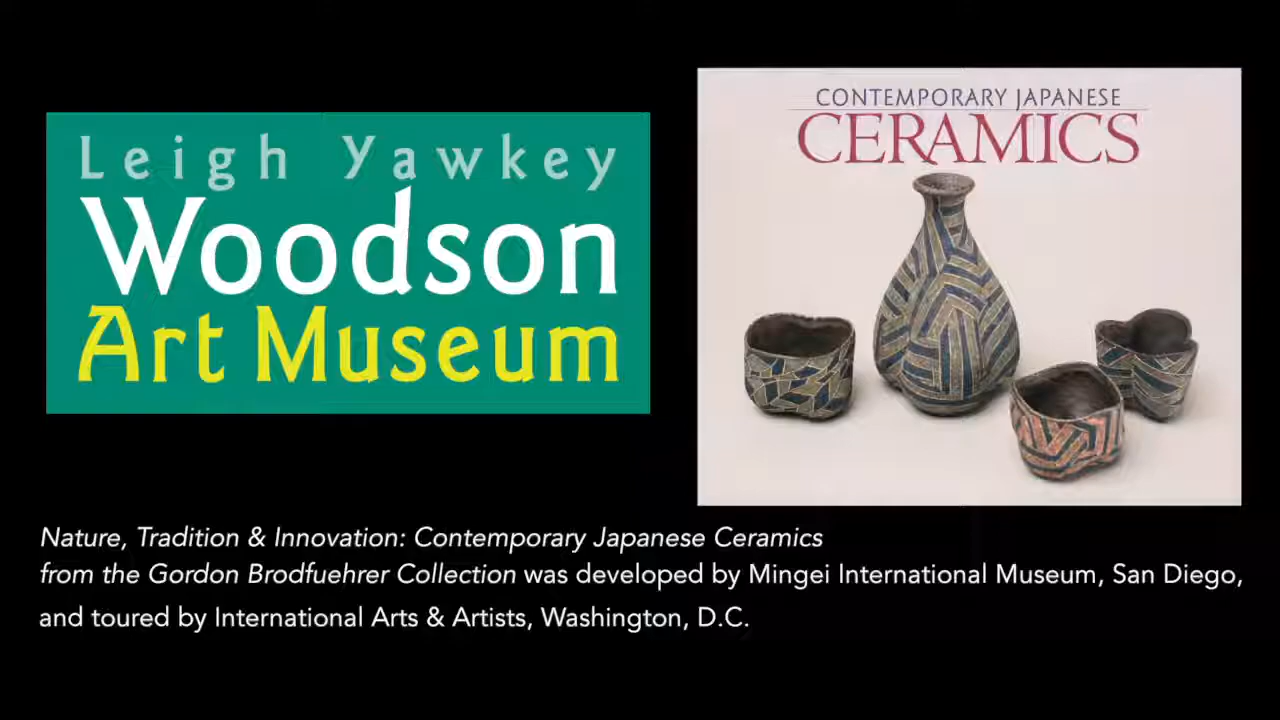 Leigh Yawkey
Woodson
Art Museum
CONTEMPORARY JAPANESE
CERAMICS
Nature, Tradition & Innovation: Contemporary Japanese Ceramics
from the Gordon Brodfuehrer Collection was developed by Mingei International Museum, San Diego,
and toured by International Arts & Artists, Washington, D.C.